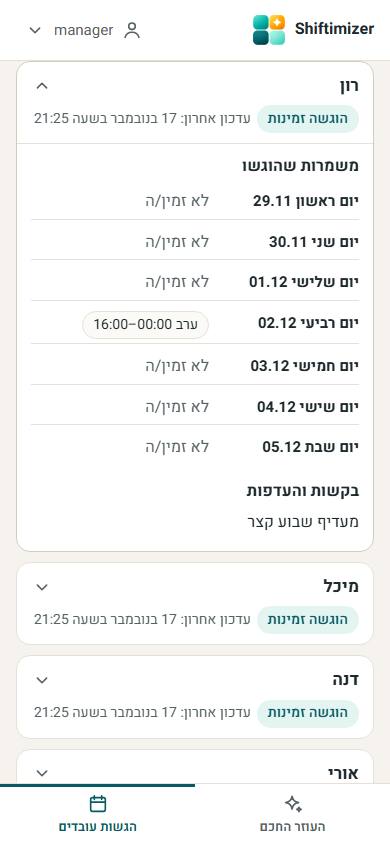 Shiftimizer
manager
רון
הוגשה זמינות עדכון אחרון: 17 בנובמבר בשעה 21:25
משמרות שהוגשו
יום ראשון 29.11 לא זמין/ה
יום שני 30.11 לא זמין/ה
יום שלישי 01.12 לא זמין/ה
יום רביעי 02.12 ערב 16:00–00:00
יום חמישי 03.12 לא זמין/ה
יום שישי 04.12 לא זמין/ה
יום שבת 05.12 לא זמין/ה
בקשות והעדפות
מעדיף שבוע קצר
מיכל
הוגשה זמינות עדכון אחרון: 17 בנובמבר בשעה 21:25
דנה
הוגשה זמינות עדכון אחרון: 17 בנובמבר בשעה 21:25
אורי
העוזר החכם
הגשות עובדים